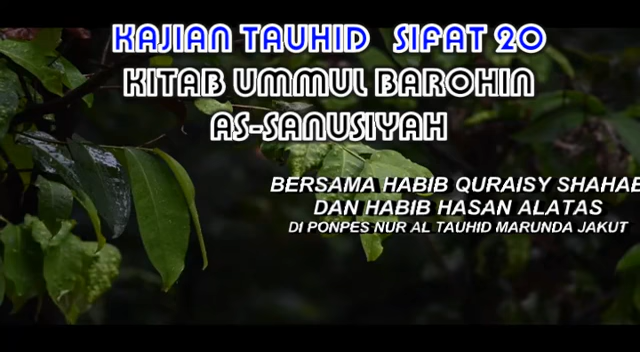 KAJIAN TAUHID SIFAT 20
KITAB UMMUL BAROHIN
AS-SANUSIYAH
BERSAMA HABIB QURAISY SHAHAB
DAN HABIB HASAN ALATAS
DI PONPES NUR AL TAUHID MARUNDA JAKUT